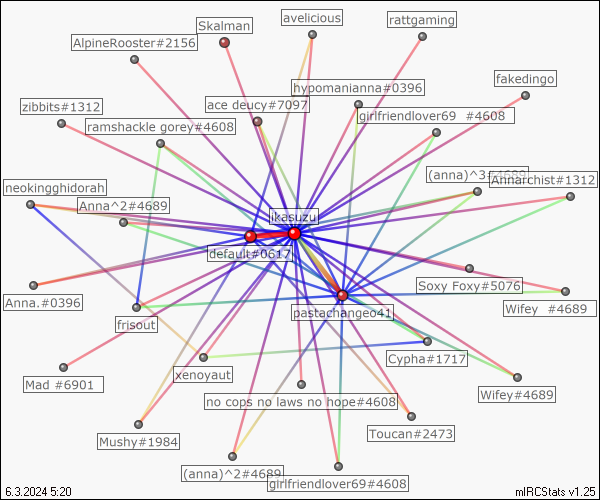 avelicious
Skalman
rattgaming
AlpineRooster#2156
fakedingo
hypomanianna#0396
zibbits#1312
ace deucy#7097
girlfriendlover69 #4608
ramshackle gorey#4608
(anna)^3#4689
Annarchist#1312
neokingghidorah
Anna^2#4689
ikasuzu
default#0617
Soxy Foxy#5076
Anna.#0396
Wifey #4689
pastachangeo41
frisout
Cypha#1717
xenoyaut
Mad #6901
Wifey#4689
no cops no laws no hope#4608
Toucan#2473
Mushy#1984
(anna)^2#4689
girlfriendlover69#4608
6.3.2024 5:20
mIRCStats v1.25